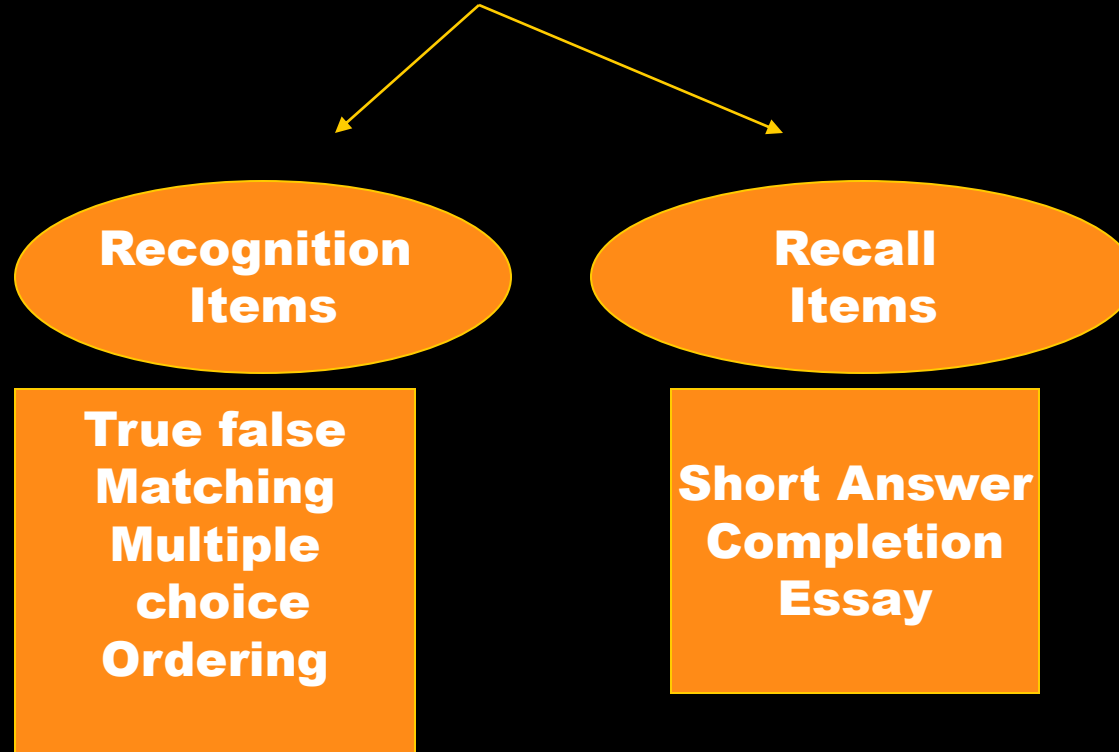 Recognition
Items
Recall
Items
True false
Matching
Multiple
choice
Ordering
Short Answer
Completion
Essay